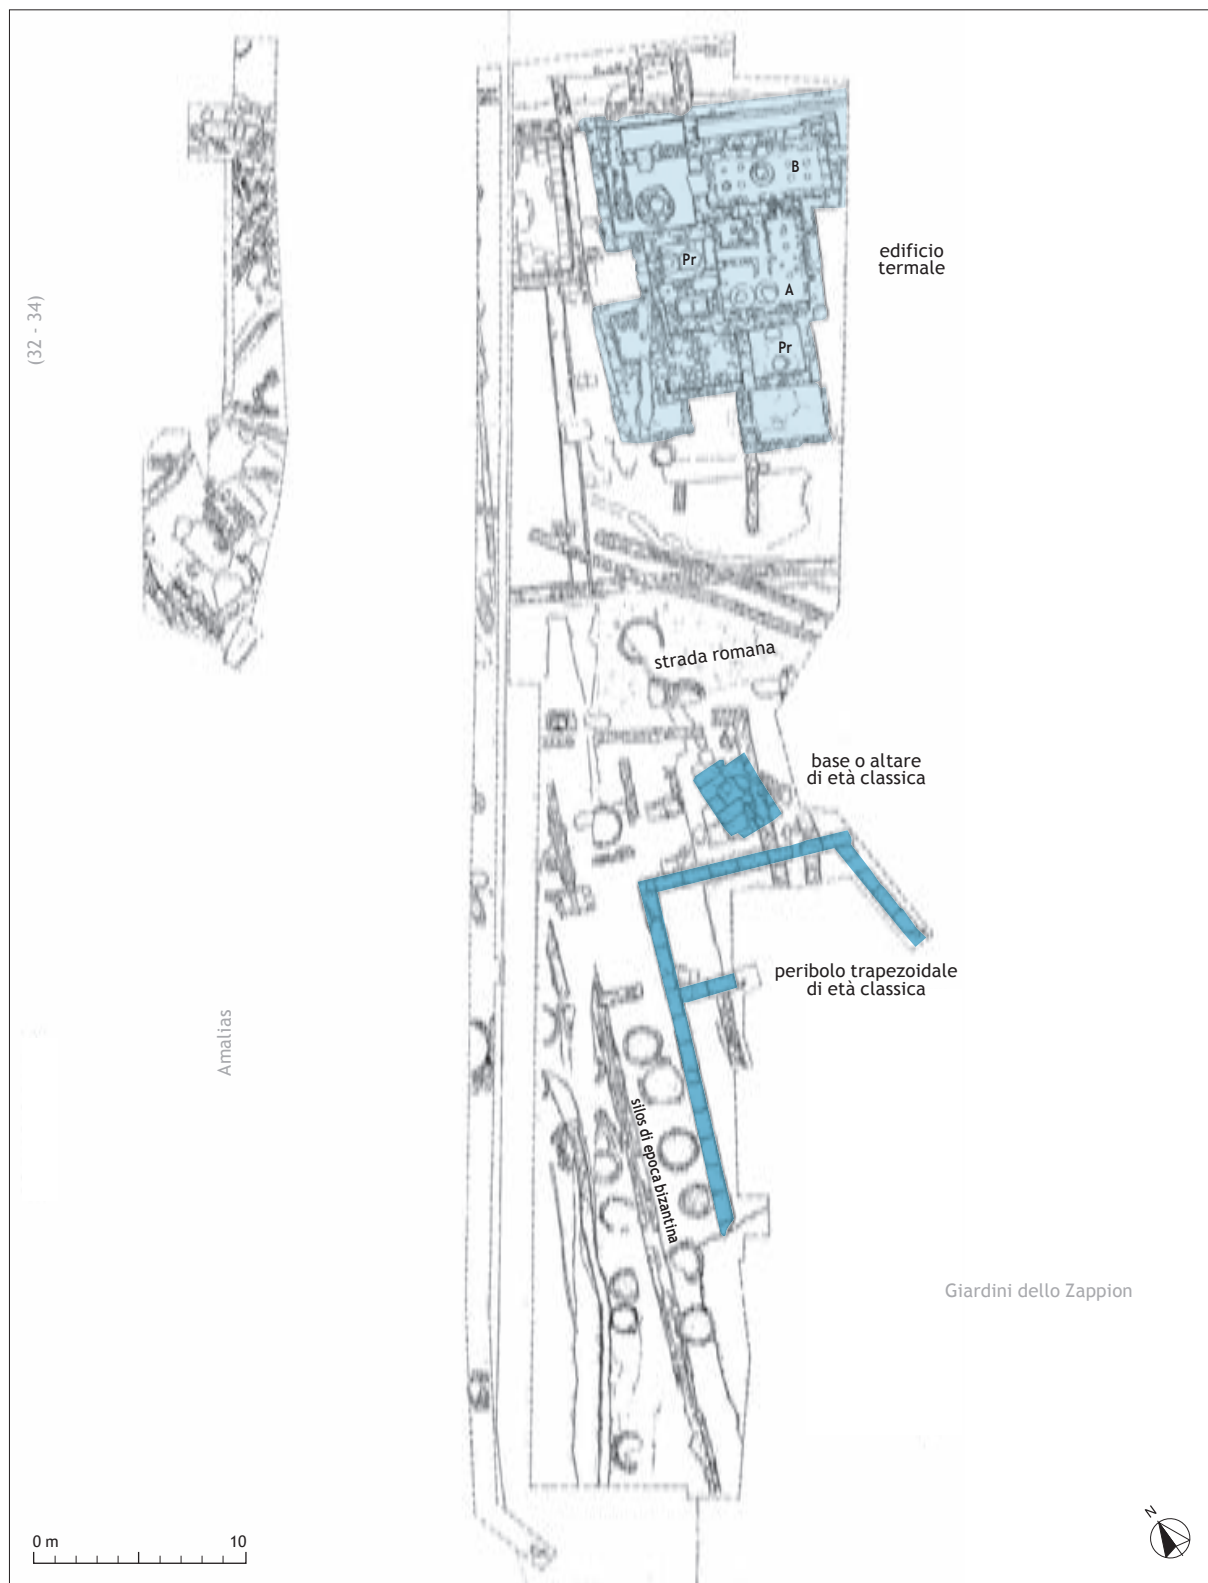 B
edificio
termale
Pr
A
(32 - 34)
Pr
strada romana
base o altare
di età classica
peribolo trapezoidale
di età classica
Amalias
silos di epoca bizantina
Giardini dello Zappion
N
0 m 10